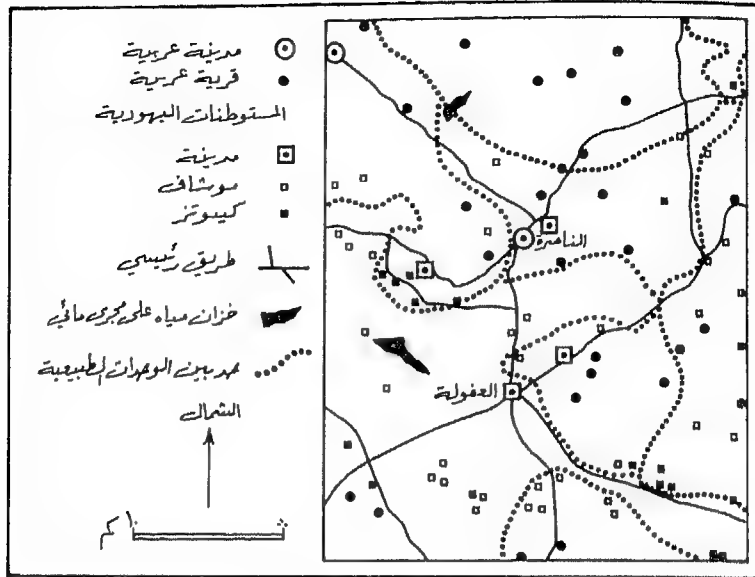 مدينة عربية
قرية عربية
المستوطنات اليهودية
مدينة
موشاف
كيبوتز
طريق رئيسي
خزان مياه على مجرى مائي
حد بين الوحدات الطبيعية
الشمال
كم
الناصرة
العفولة